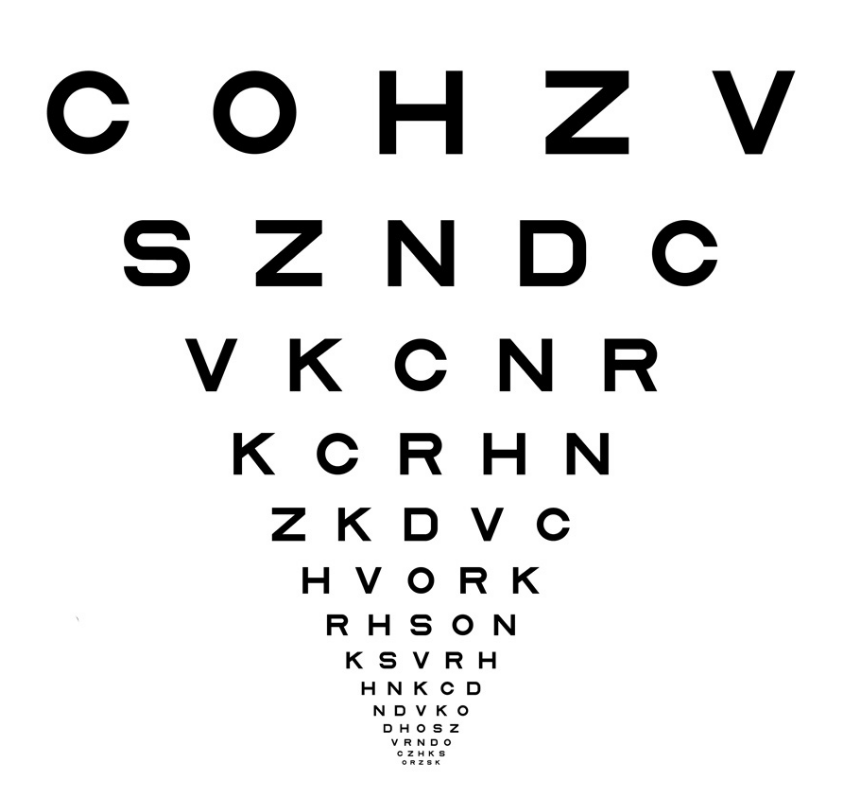 C O H Z V
S Z N D C
V K C N R
K C R H N
Z K D V C
H V O R K
R H S O N
K S V R H
H N K C D
N D V K O
D H O S Z
V R N D O
C Z H K S
O R Z S K